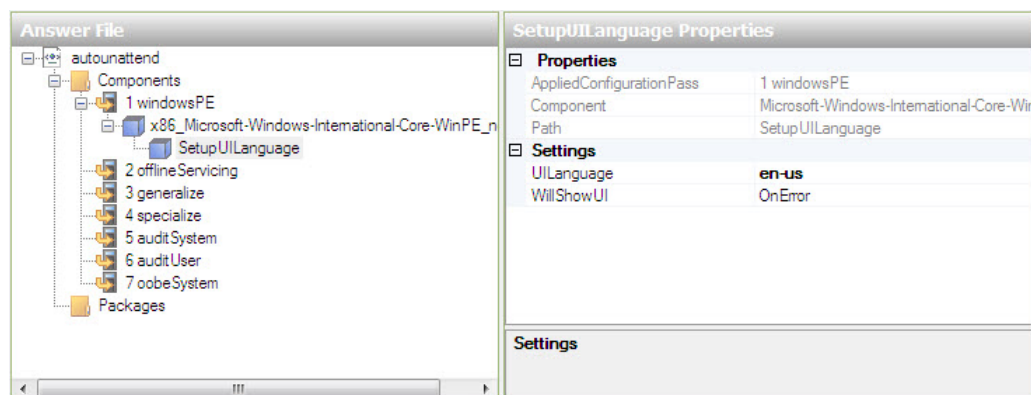 Answer File
autounattend
Components
1 windowsPE
x86_Microsoft-Windows-International-Core-WinPE_n
SetupUILanguage
2 offlineServicing
3 generalize
4 specialize
5 auditSystem
6 auditUser
7 oobeSystem
Packages
SetupUILanguage Properties
Properties
AppliedConfigurationPass 1 windowsPE
Component Microsoft-Windows-International-Core-Win
Path SetupUILanguage
Settings
UILanguage en-us
WillShowUI OnError
Settings